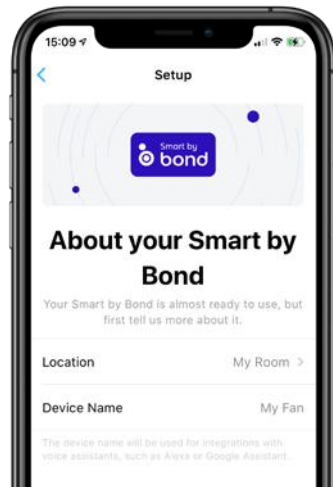 15:09
Setup
Smart by
bond
About your Smart by
Bond
Your Smart by Bond is almost ready to use, but
first tell us more about it.
Location My Room >
Device Name My Fan
The device name will be used for integrations with
voice assistants, such as Alexa or Google Assistant.